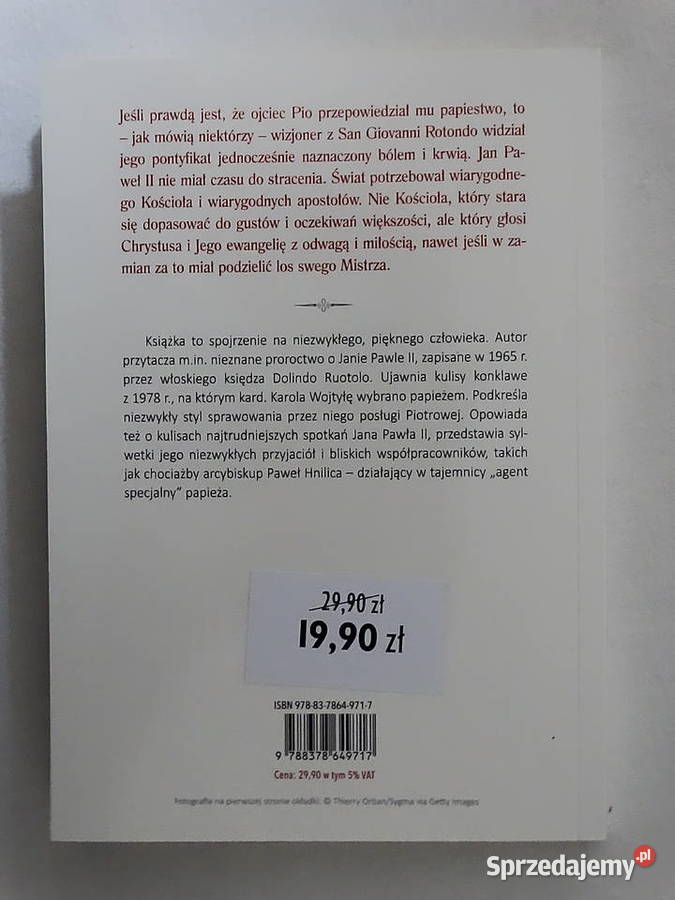 Jeśli prawdą jest, że ojciec Pio przepowiedział mu papiestwo, to
– jak mówią niektórzy – wizjoner z San Giovanni Rotondo widział
jego pontyfikat jednocześnie naznaczony bólem i krwią. Jan Pa-
weł II nie miał czasu do stracenia. Świat potrzebował wiarygodne-
go Kościoła i wiarygodnych apostołów. Nie Kościoła, który stara
się dopasować do gustów i oczekiwań większości, ale który głosi
Chrystusa i Jego ewangelię z odwagą i miłością, nawet jeśli w za-
mian za to miał podzielić los swego Mistrza.
Książka to spojrzenie na niezwykłego, pięknego człowieka. Autor
przytacza m.in. nieznane proroctwo o Janie Pawle II, zapisane w 1965 r.
przez włoskiego księdza Dolindo Ruotolo. Ujawnia kulisy konklawe
z 1978 r., na którym kard. Karola Wojtyłę wybrano papieżem. Podkreśla
niezwykły styl sprawowania przez niego posługi Piotrowej. Opowiada
też o kulisach najtrudniejszych spotkań Jana Pawła II, przedstawia syl-
wetki jego niezwykłych przyjaciół i bliskich współpracowników, takich
jak chociażby arcybiskup Paweł Hnilica – działający w tajemnicy „agent
specjalny” papieża.
29,90 zł
19,90 zł
ISBN 978-83-7864-971-7
9 788378 649717
Cena: 29,90 w tym 5% VAT
Fotografia na pierwszej stronie okładki: © Thierry Orban/Sygma via Getty Images
Sprzedajemy.pl